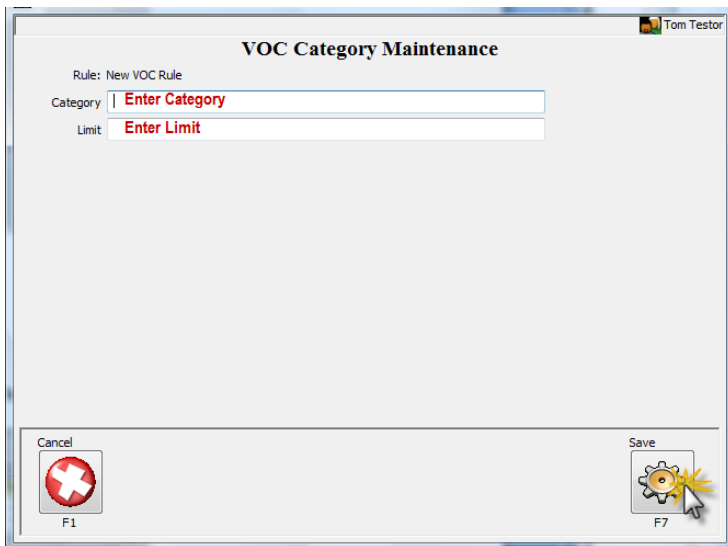 Tom Testor
VOC Category Maintenance
Rule: New VOC Rule
Category Enter Category
Limit Enter Limit
Cancel Save
F1 F7